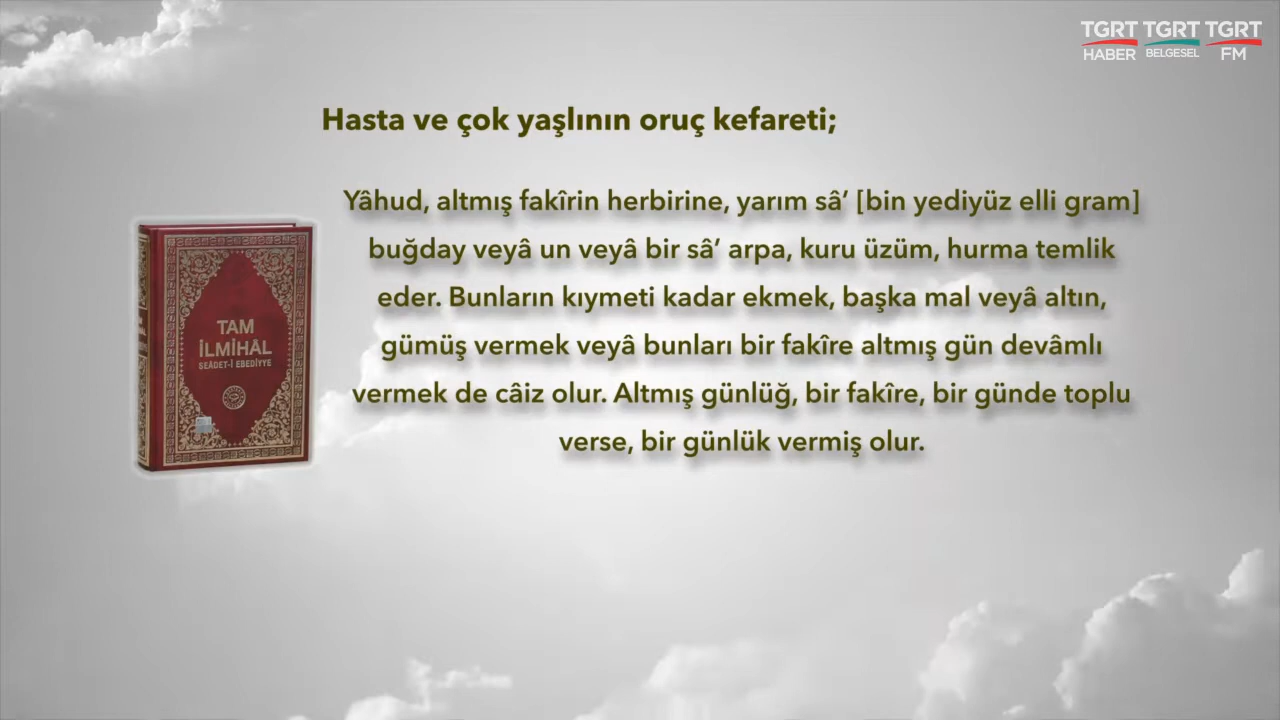 TGRT HABER TGRT BELGESEL TGRT FM
Hasta ve çok yaşlının oruç kefareti;
Yâhud, altmış fakîrin herbirine, yarım sâ’ [bin yediyüz elli gram]
buğday veyâ un veyâ bir sâ’ arpa, kuru üzüm, hurma temlik
eder. Bunların kıymeti kadar ekmek, başka mal veyâ altın,
gümüş vermek veyâ bunları bir fakîre altmış gün devâmlı
vermek de câiz olur. Altmış günlüğ, bir fakîre, bir günde toplu
verse, bir günlük vermiş olur.
TAM
İLMİHÂL
SEÂDET-İ EBEDİYYE